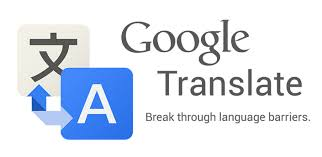 文
A
Google
Translate
Break through language barriers.